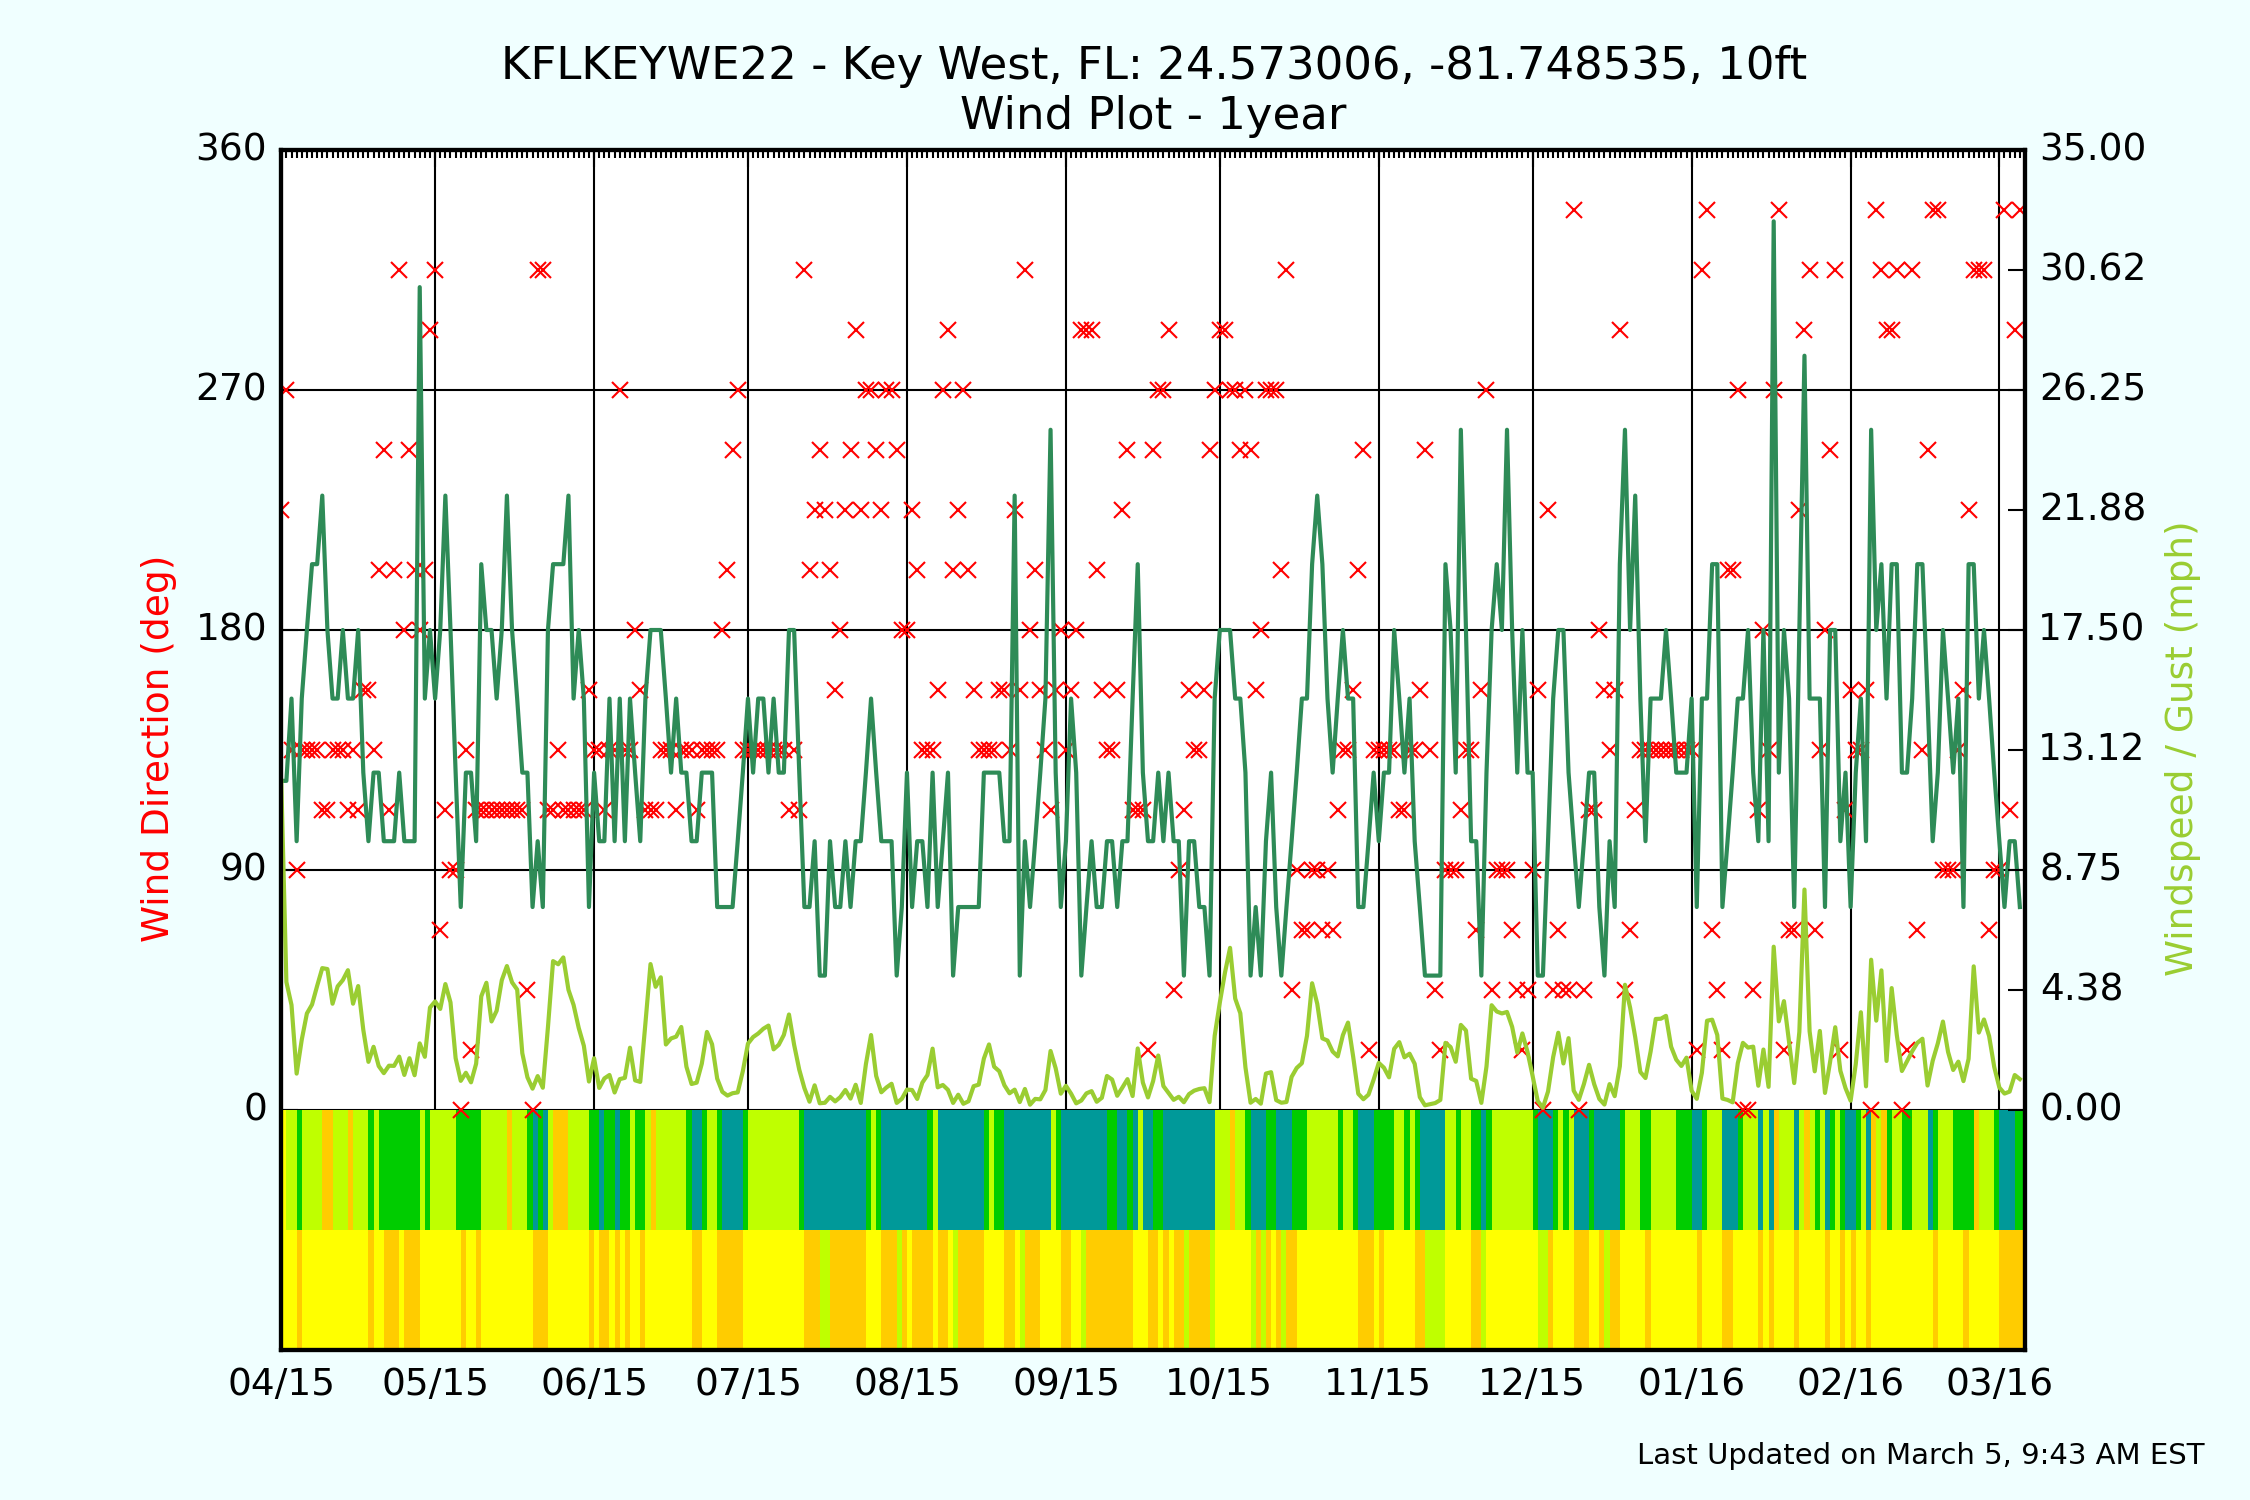 KFLKEYWE22 - Key West, FL: 24.573006, -81.748535, 10ft
Wind Plot - 1year
360
270
180
90
0
Wind Direction (deg)
35.00
30.62
26.25
21.88
17.50
13.12
8.75
4.38
0.00
Windspeed / Gust (mph)
04/15 05/15 06/15 07/15 08/15 09/15 10/15 11/15 12/15 01/16 02/16 03/16
Last Updated on March 5, 9:43 AM EST